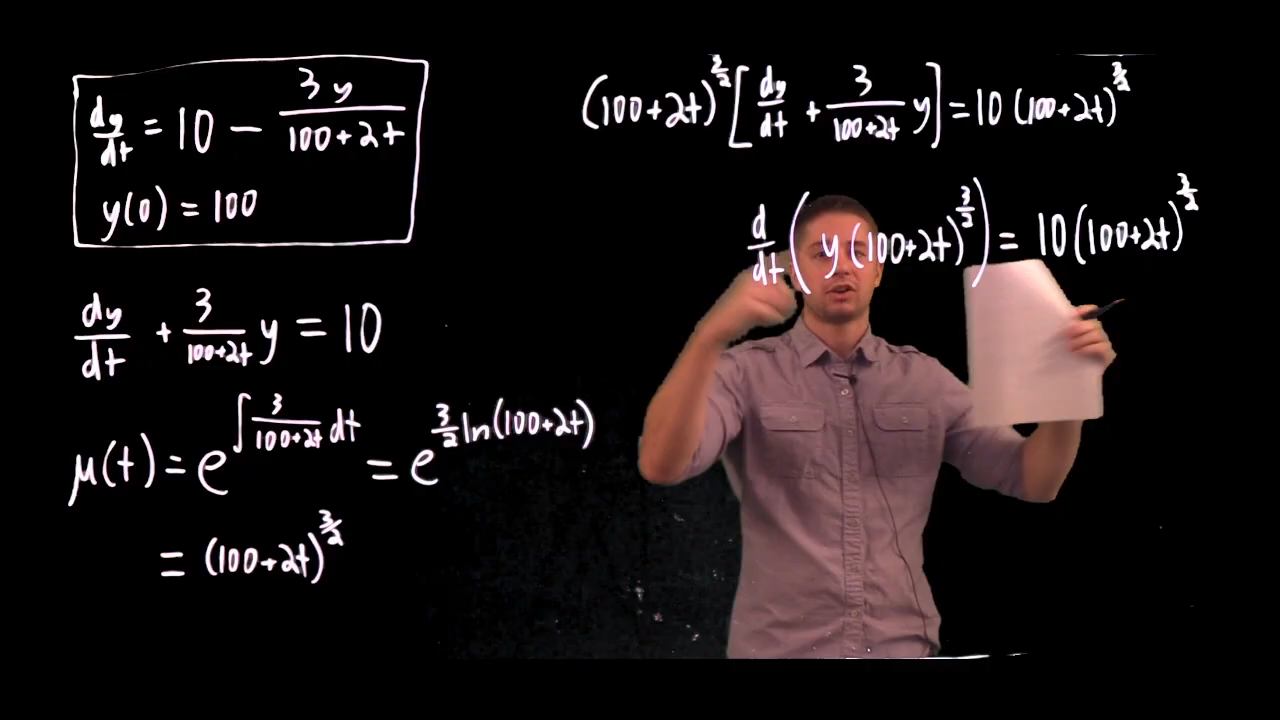 dy/dt = 10 - 3y/(100+2t)
y(0) = 100
dy/dt + 3/(100+2t) y = 10
μ(t) = e^(∫ 3/(100+2t) dt) = e^(3/2 ln(100+2t))
= (100+2t)^(3/2)
(100+2t)^(3/2) [dy/dt + 3/(100+2t) y] = 10 (100+2t)^(3/2)
d/dt (y(100+2t)^(3/2)) = 10(100+2t)^(3/2)